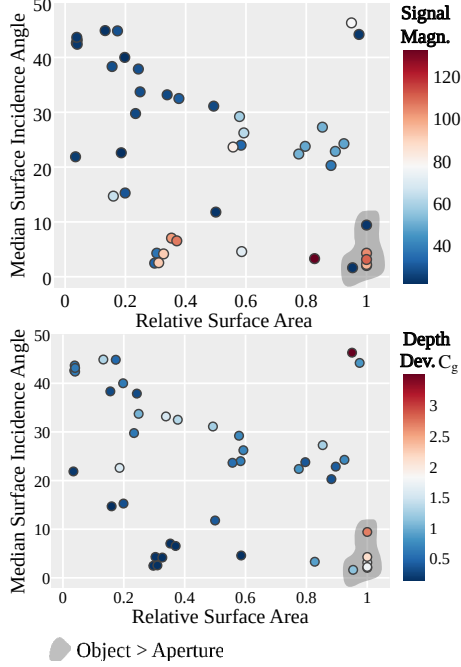 Signal
Magn.
Median Surface Incidence Angle
50
40
30
20
10
0
0 0.2 0.4 0.6 0.8 1
Relative Surface Area
120
100
80
60
40
Depth
Dev. Cg
Median Surface Incidence Angle
50
40
30
20
10
0
0 0.2 0.4 0.6 0.8 1
Relative Surface Area
3
2.5
2
1.5
1
0.5
Object > Aperture